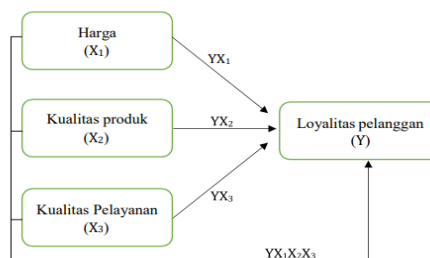 Harga
(X₁)
YX₁
Kualitas produk
(X₂)
YX₂
Loyalitas pelanggan
(Y)
Kualitas Pelayanan
(X₃)
YX₃
YX₁X₂X₃